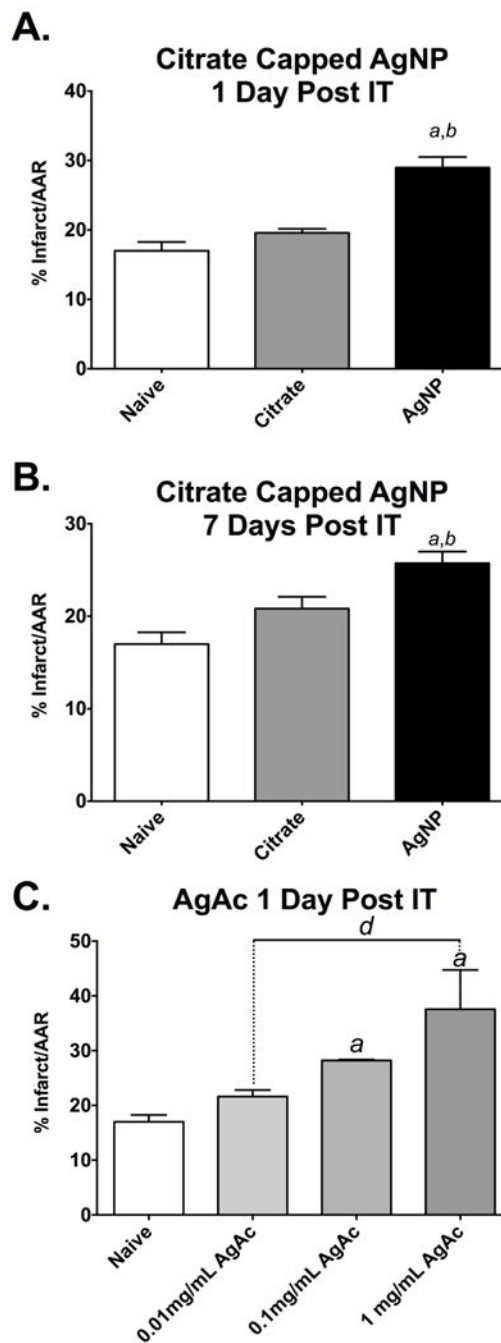 A.
Citrate Capped AgNP
1 Day Post IT
% Infarct/AAR
40
30
20
10
0
a,b
Naive
Citrate
AgNP
B.
Citrate Capped AgNP
7 Days Post IT
% Infarct/AAR
30
20
10
0
a,b
Naive
Citrate
AgNP
C.
AgAc 1 Day Post IT
% Infarct/AAR
50
40
30
20
10
0
d
a
a
Naive
0.01mg/mL AgAc
0.1mg/mL AgAc
1 mg/mL AgAc